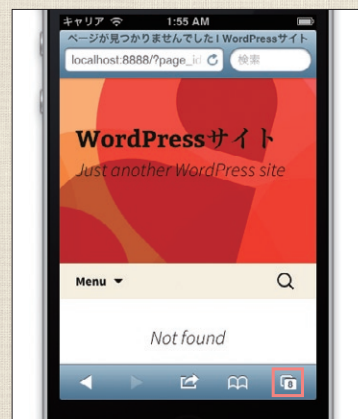 キャリア 1:55 AM
ページが見つかりませんでした | WordPressサイト
localhost:8888/?page_id 検索
WordPressサイト
Just another WordPress site
Menu
Not found